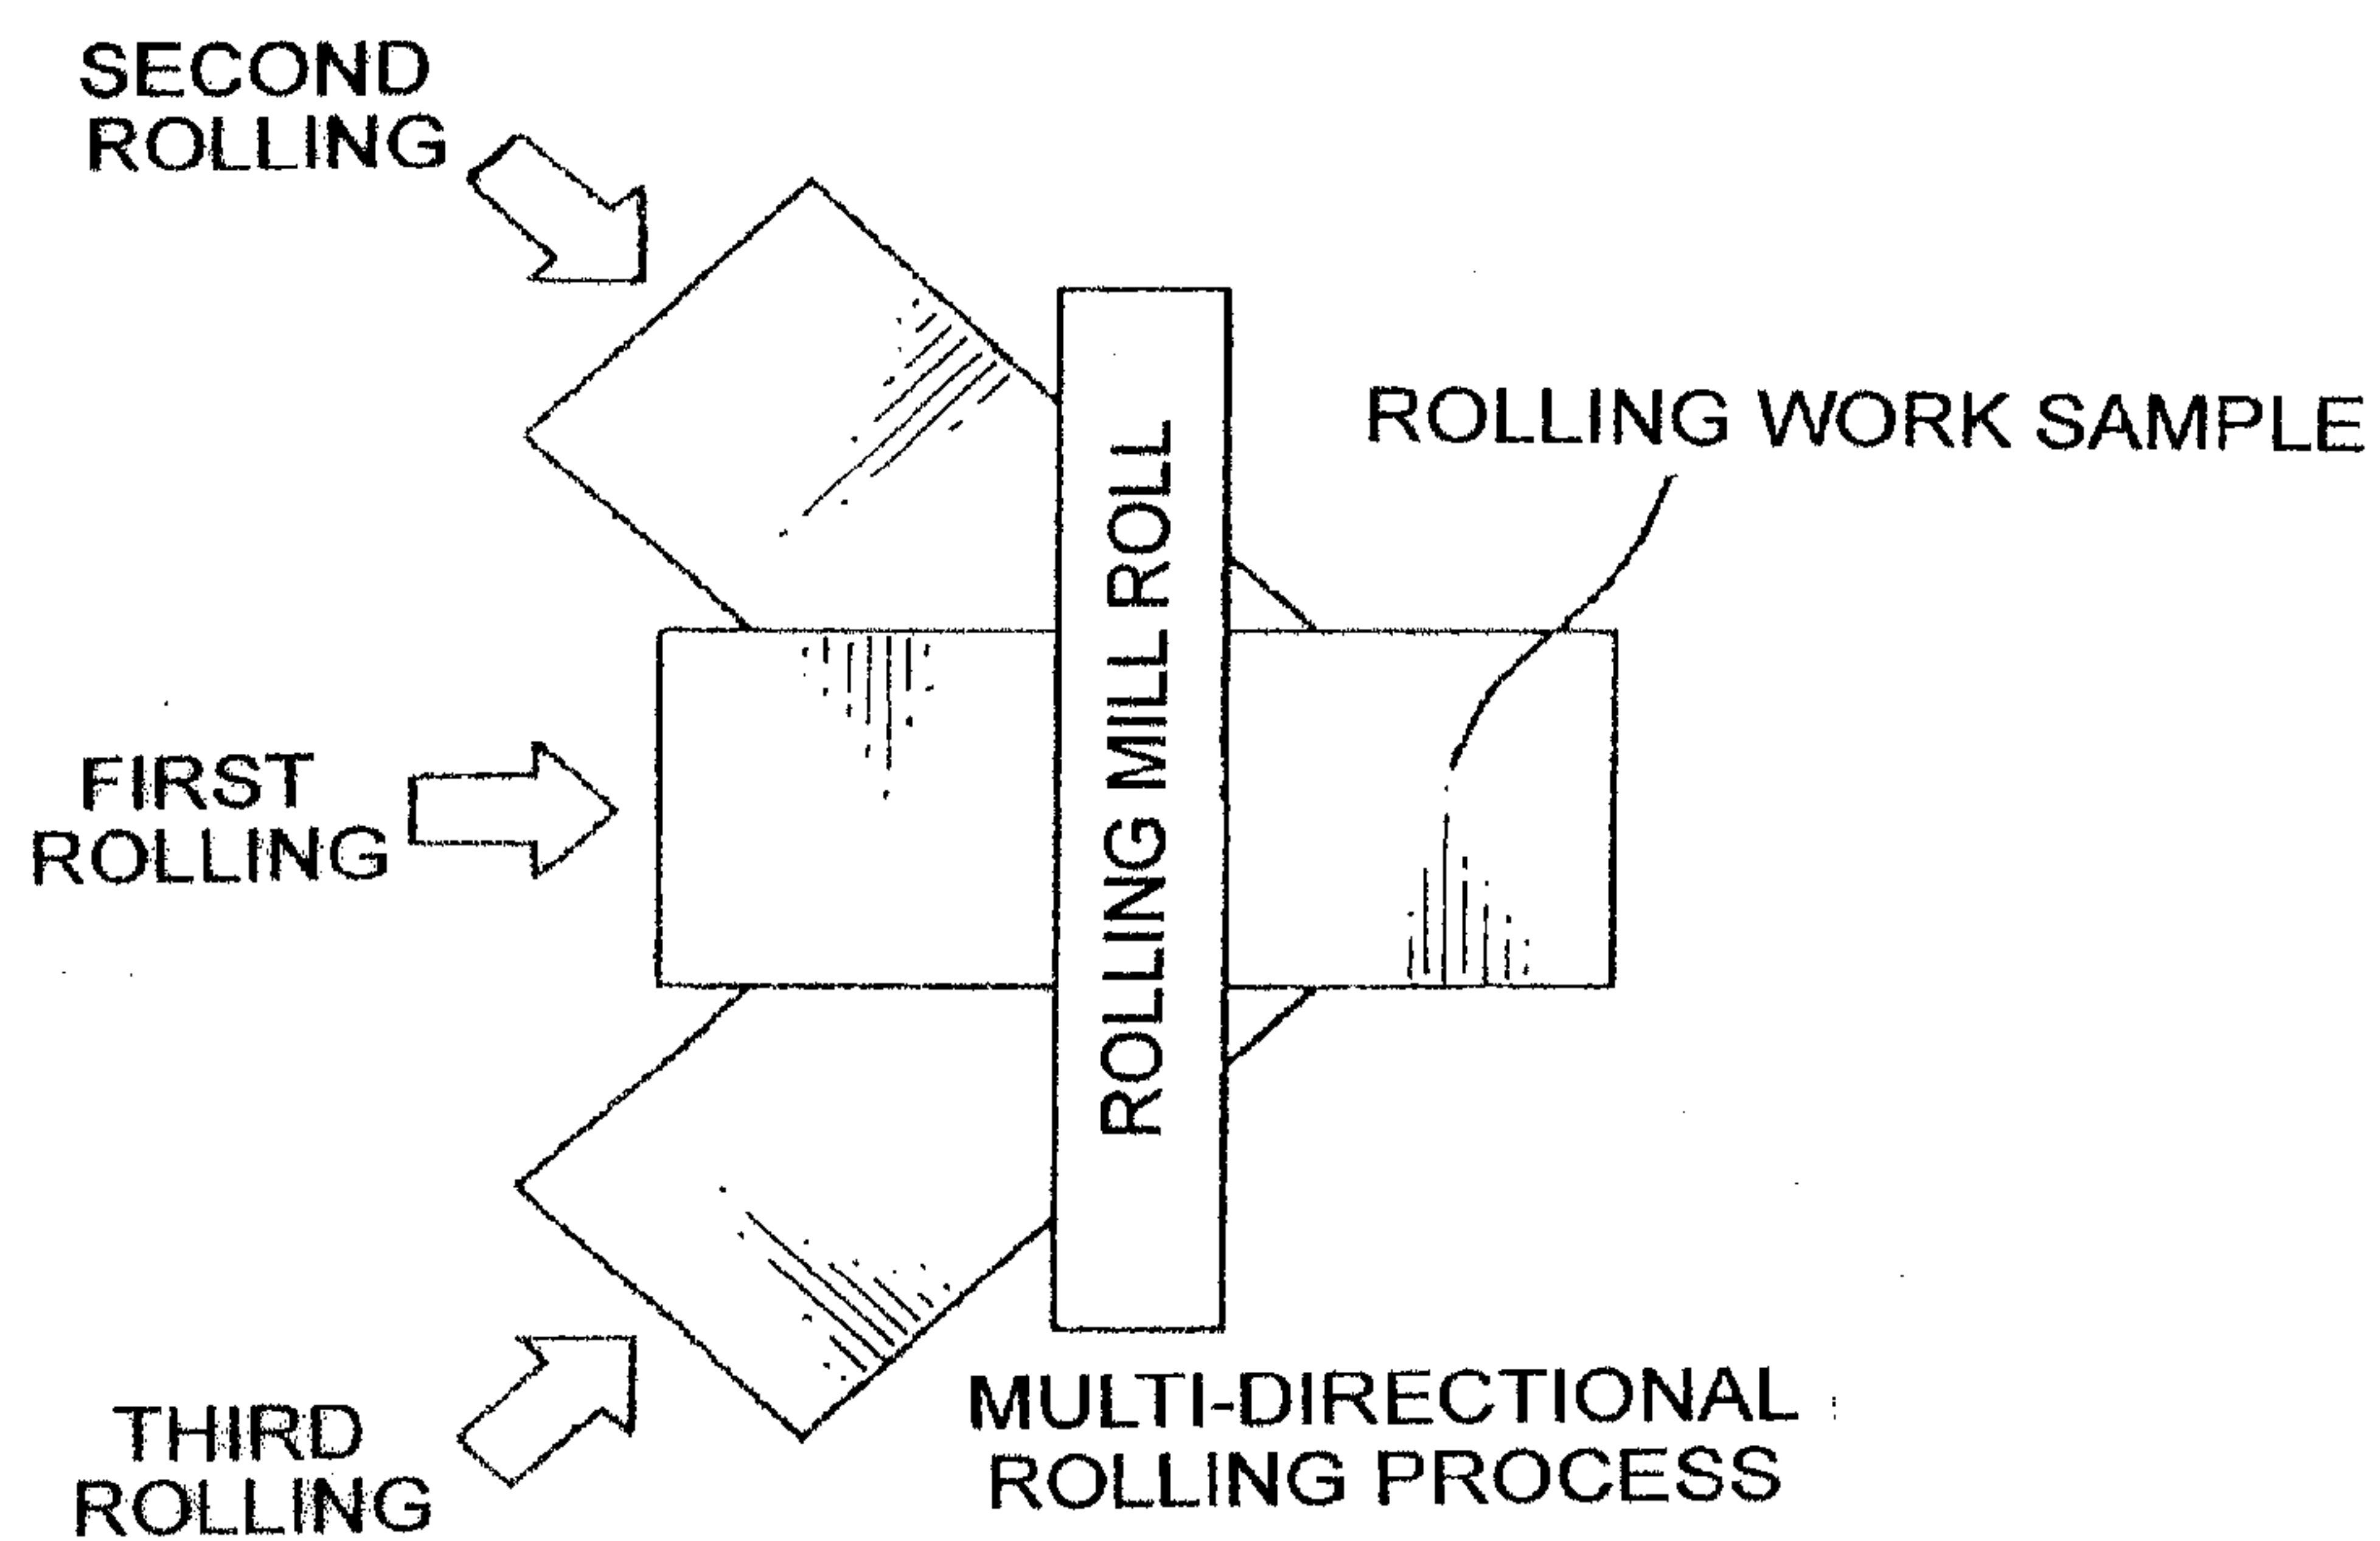 SECOND
ROLLING
ROLLING WORK SAMPLE
ROLLING MILL ROLL
FIRST
ROLLING
THIRD
ROLLING
MULTI-DIRECTIONAL
ROLLING PROCESS